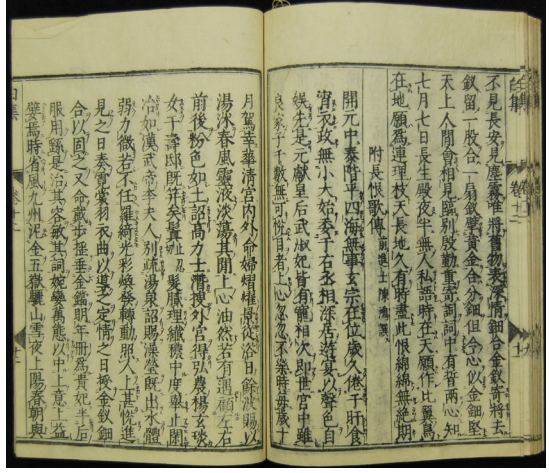 不見長安見塵霧唯將舊物表深情鈿合金釵寄將去
釵留一股合一扇釵擘黃金合分鈿但令心似金鈿堅
天上人間會相見臨別殷勤重寄詞詞中有誓兩心知
七月七日長生殿夜半無人私語時在天願作比翼鳥
在地願爲連理枝天長地久有時盡此恨綿綿無絕期
附長恨歌傳
前進士陳鴻譔
開元中泰階平四海無事玄宗在位歲久倦于旰食
宵衣政無小大始委于右丞相深居游宴以聲色自
娛先是元獻皇后武淑妃皆有寵相次即世宮中雖
良家子千數無可悅目者上心忽忽不樂時每歲十
月駕幸華清宮內外命婦熠燿景從浴日餘波賜以
湯沐春風靈液淡蕩其間上心油然若有遇顧左右
前後粉色如土詔高力士潛搜外宮得弘農楊玄琰
女于壽邸既笄矣鬢髮膩理纖穠中度舉止閑
冶如漢武帝李夫人別疏湯泉詔賜澡瑩既出水體
弱力微若不任羅綺光彩煥發轉動照人上甚悅進
見之日奏霓裳羽衣曲以導之定情之夕授金釵鈿
合以固之又命戴步搖垂金鐺明年冊爲貴妃半后
服用繇是冶其容敏其詞婉孌萬態以中上意上益
嬖焉時省風九州泥金五嶽驪山雪夜上陽春朝與